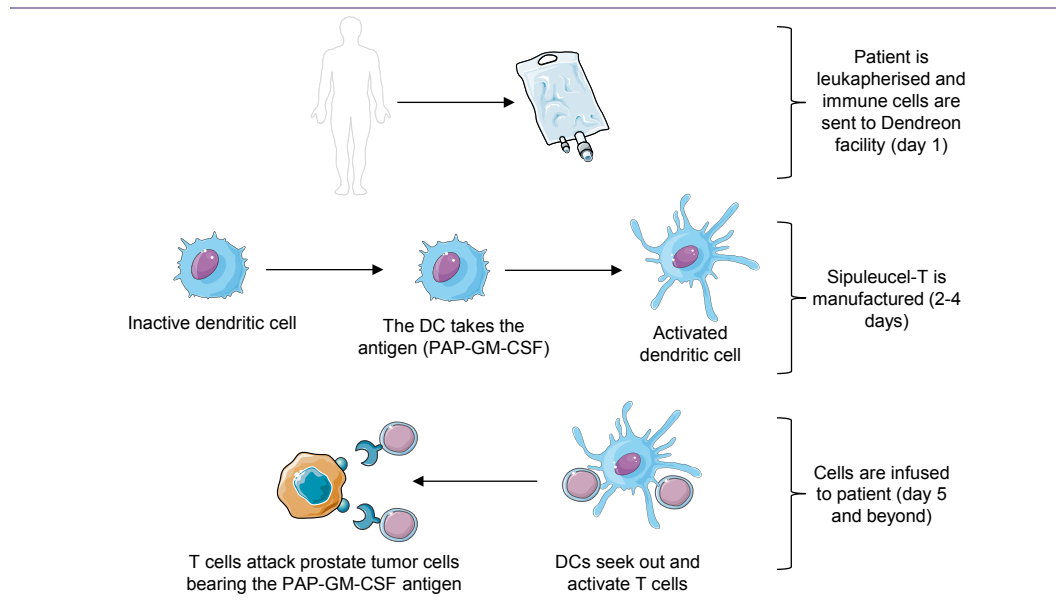 Patient is
leukapherised and
immune cells are
sent to Dendreon
facility (day 1)
Inactive dendritic cell
The DC takes the
antigen (PAP-GM-CSF)
Activated
dendritic cell
Sipuleucel-T is
manufactured (2-4
days)
T cells attack prostate tumor cells
bearing the PAP-GM-CSF antigen
DCs seek out and
activate T cells
Cells are infused
to patient (day 5
and beyond)